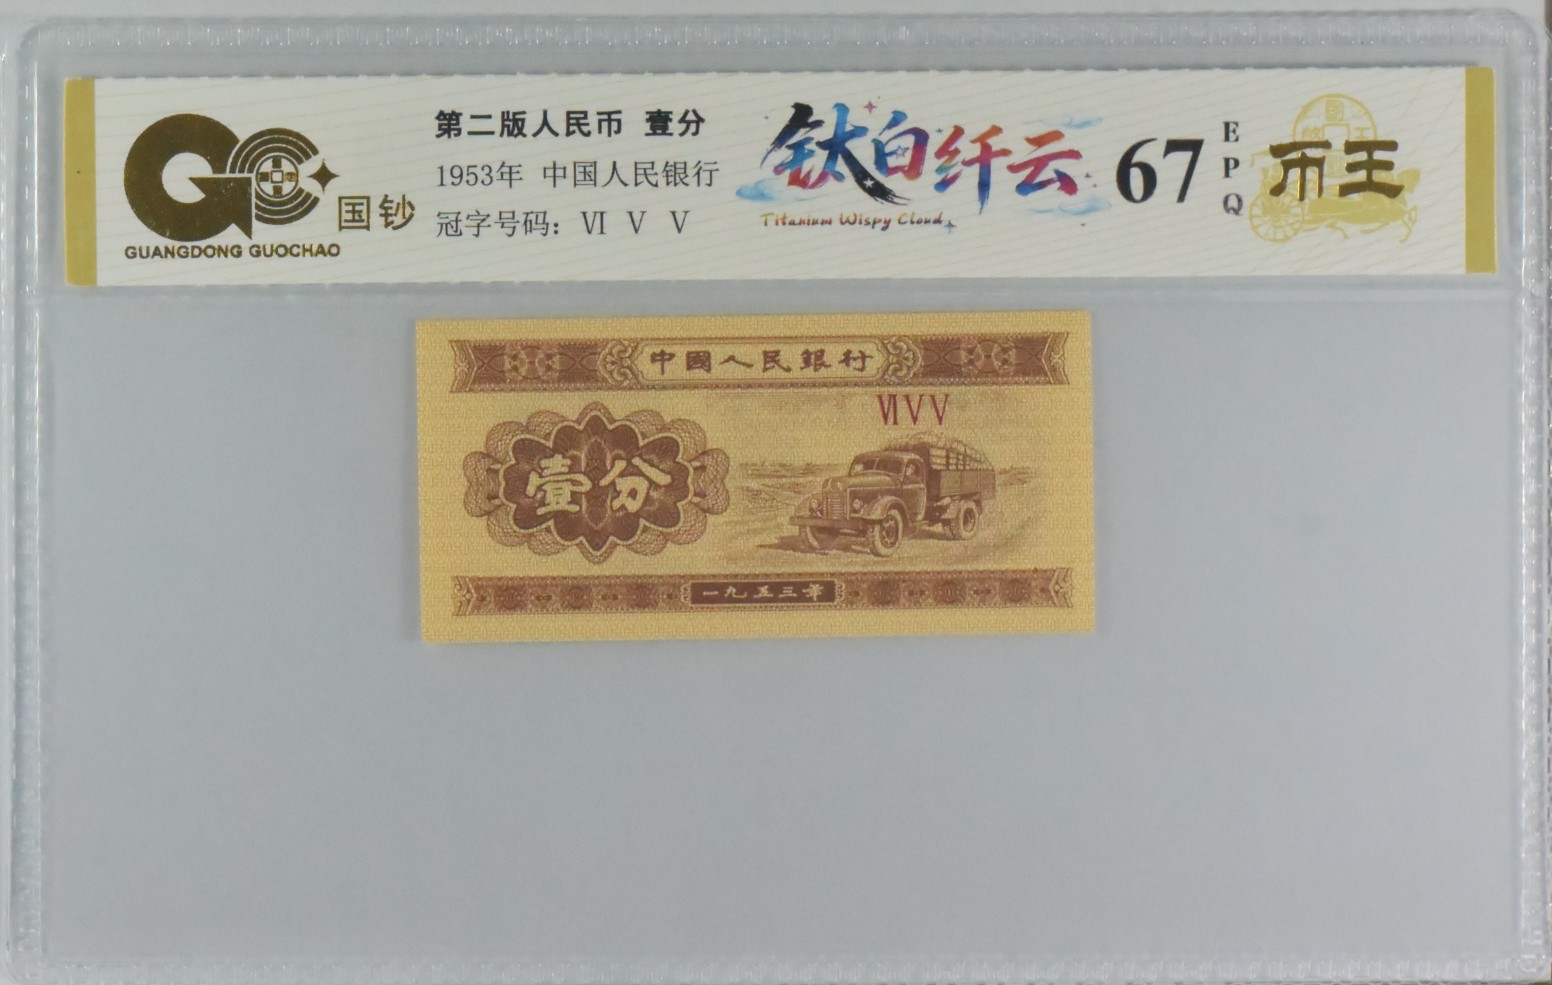 国钞
GUANGDONG GUOCHAO
第二版人民币 壹分
1953年 中国人民银行
冠字号码：Ⅵ Ⅴ Ⅴ
钛白纤云
Titanium Wispy Cloud
67
EPQ
币王
中國人民銀行
ⅥⅤⅤ
壹分
一九五三年